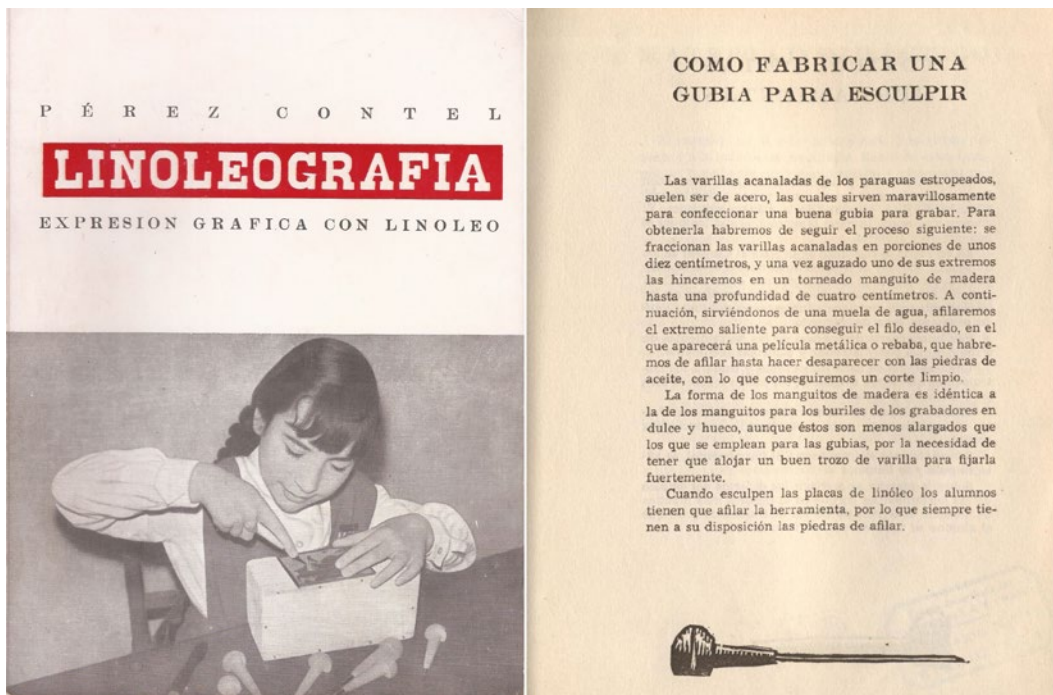 PÉREZ CONTEL
LINOLEOGRAFIA
EXPRESION GRAFICA CON LINOLEO
COMO FABRICAR UNA
GUBIA PARA ESCULPIR
Las varillas acanaladas de los paraguas estropeados,
suelen ser de acero, las cuales sirven maravillosamente
para confeccionar una buena gubia para grabar. Para
obtenerla habremos de seguir el proceso siguiente: se
fraccionan las varillas acanaladas en porciones de unos
diez centímetros, y una vez aguzado uno de sus extremos
las hincaremos en un torneado manguito de madera
hasta una profundidad de cuatro centímetros. A conti-
nuación, sirviéndonos de una muela de agua, afilaremos
el extremo saliente para conseguir el filo deseado, en el
que aparecerá una película metálica o rebaba, que habre-
mos de afilar hasta hacer desaparecer con las piedras de
aceite, con lo que conseguiremos un corte limpio.
La forma de los manguitos de madera es idéntica a
la de los manguitos para los buriles de los grabadores en
dulce y hueco, aunque éstos son menos alargados que
los que se emplean para las gubias, por la necesidad de
tener que alojar un buen trozo de varilla para fijarla
fuertemente.
Cuando esculpen las placas de linóleo los alumnos
tienen que afilar la herramienta, por lo que siempre tie-
nen a su disposición las piedras de afilar.